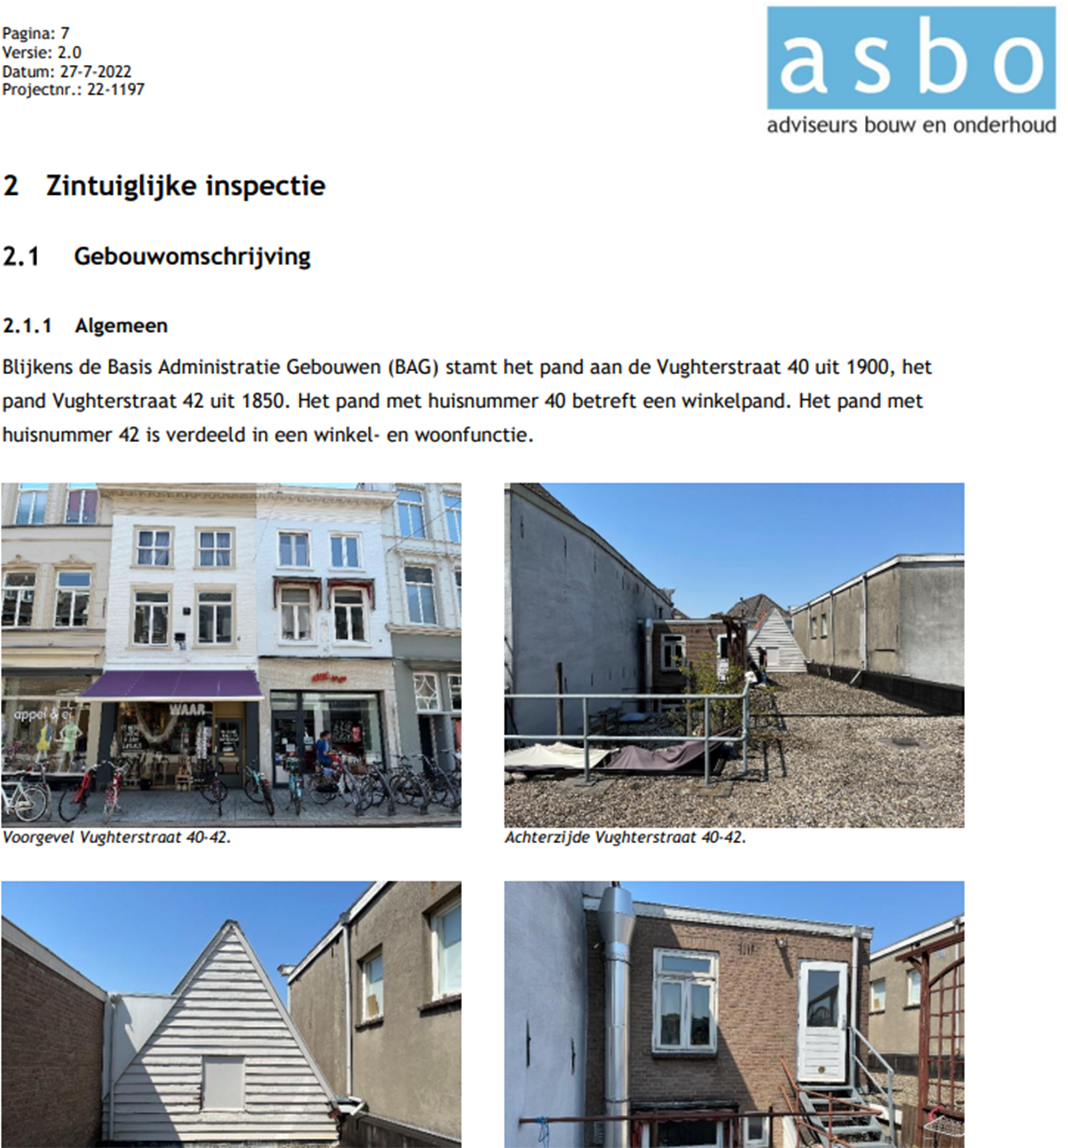 Pagina: 7
Versie: 2.0
Datum: 27-7-2022
Projectnr.: 22-1197
asbo
adviseurs bouw en onderhoud
2 Zintuiglijke inspectie
2.1 Gebouwomschrijving
2.1.1 Algemeen
Blijkens de Basis Administratie Gebouwen (BAG) stamt het pand aan de Vughterstraat 40 uit 1900, het
pand Vughterstraat 42 uit 1850. Het pand met huisnummer 40 betreft een winkelpand. Het pand met
huisnummer 42 is verdeeld in een winkel- en woonfunctie.
appel & ei
WAAR
Voorgevel Vughterstraat 40-42.
Achterzijde Vughterstraat 40-42.